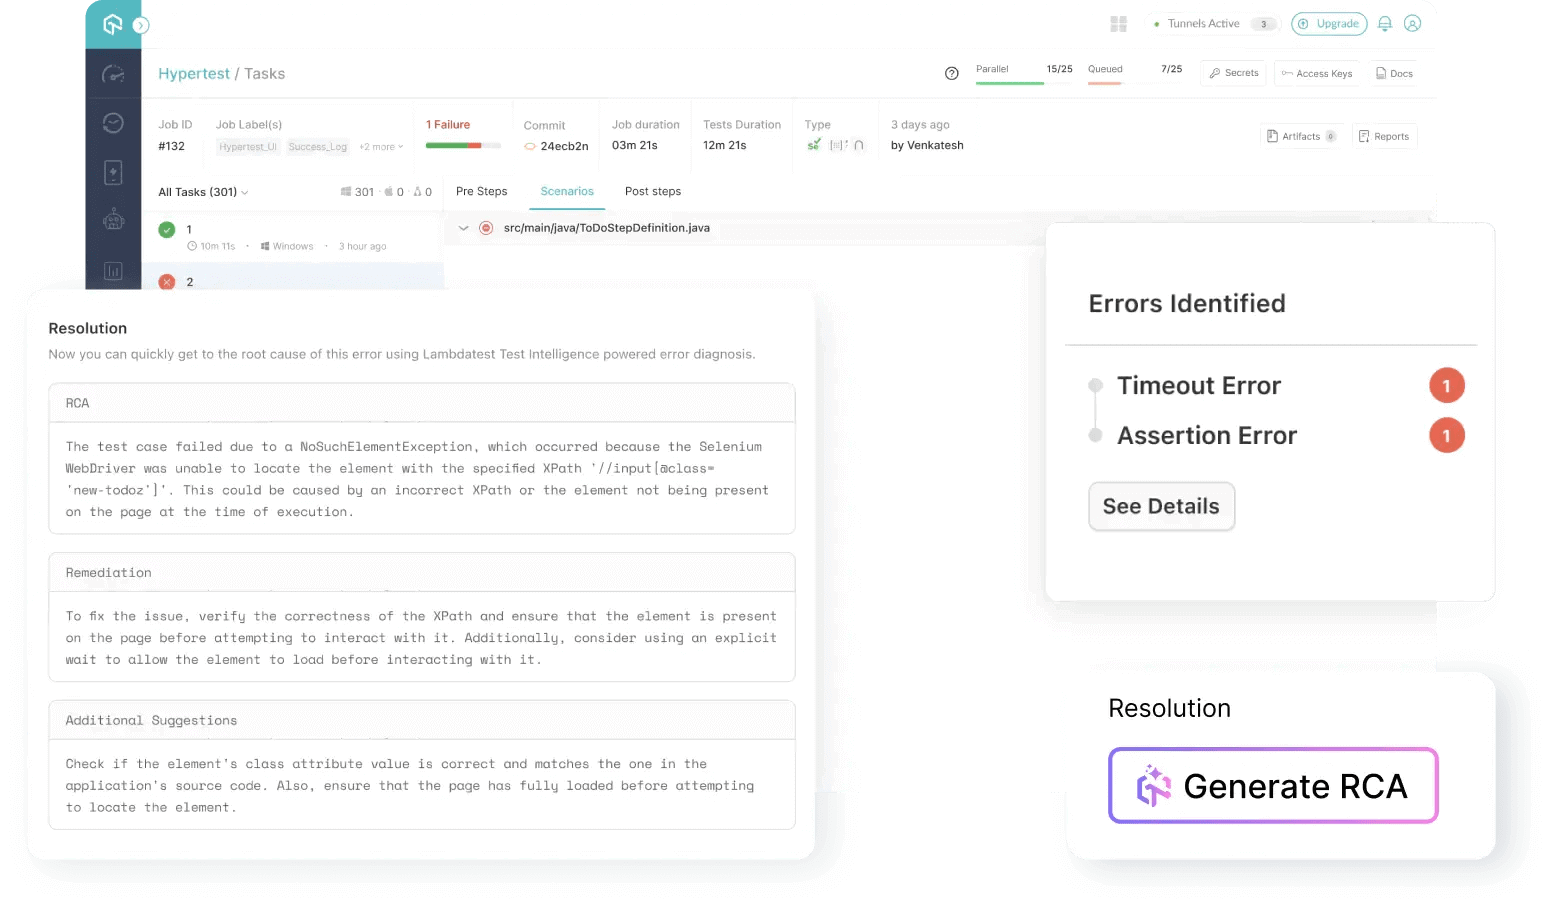 Tunnels Active 3
Upgrade
Hypertest / Tasks
Parallel 15/25
Queued 7/25
Secrets
Access Keys
Docs
Job ID
#132
Job Label(s)
Hypertest_UI Success_Log +2 more
1 Failure
Commit
24ecb2n
Job duration
03m 21s
Tests Duration
12m 21s
Type
se
3 days ago
by Venkatesh
Artifacts 0
Reports
All Tasks (301)
301 · 0 · 0
Pre Steps
Scenarios
Post steps
1
10m 11s · Windows · 3 hour ago
2
src/main/java/ToDoStepDefinition.java
Resolution
Now you can quickly get to the root cause of this error using Lambdatest Test Intelligence powered error diagnosis.
RCA
The test case failed due to a NoSuchElementException, which occurred because the Selenium
WebDriver was unable to locate the element with the specified XPath '//input[@class=
'new-todoz']'. This could be caused by an incorrect XPath or the element not being present
on the page at the time of execution.
Remediation
To fix the issue, verify the correctness of the XPath and ensure that the element is present
on the page before attempting to interact with it. Additionally, consider using an explicit
wait to allow the element to load before interacting with it.
Additional Suggestions
Check if the element's class attribute value is correct and matches the one in the
application's source code. Also, ensure that the page has fully loaded before attempting
to locate the element.
Errors Identified
Timeout Error 1
Assertion Error 1
See Details
Resolution
Generate RCA